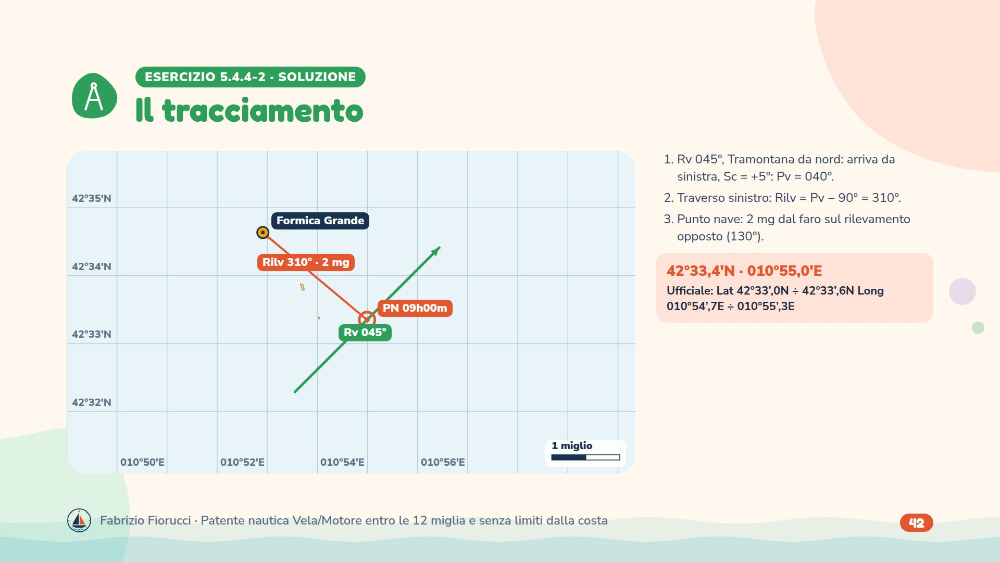 ESERCIZIO 5.4.4-2 · SOLUZIONE
Il tracciamento
42°35'N
42°34'N
42°33'N
42°32'N
010°50'E
010°52'E
010°54'E
010°56'E
Formica Grande
Rilv 310° · 2 mg
PN 09h00m
Rv 045°
1 miglio
1. Rv 045°, Tramontana da nord: arriva da
sinistra, Sc = +5°: Pv = 040°.
2. Traverso sinistro: Rilv = Pv − 90° = 310°.
3. Punto nave: 2 mg dal faro sul rilevamento
opposto (130°).
42°33,4'N · 010°55,0'E
Ufficiale: Lat 42°33’,0N ÷ 42°33’,6N Long
010°54’,7E ÷ 010°55’,3E
Fabrizio Fiorucci · Patente nautica Vela/Motore entro le 12 miglia e senza limiti dalla costa
42